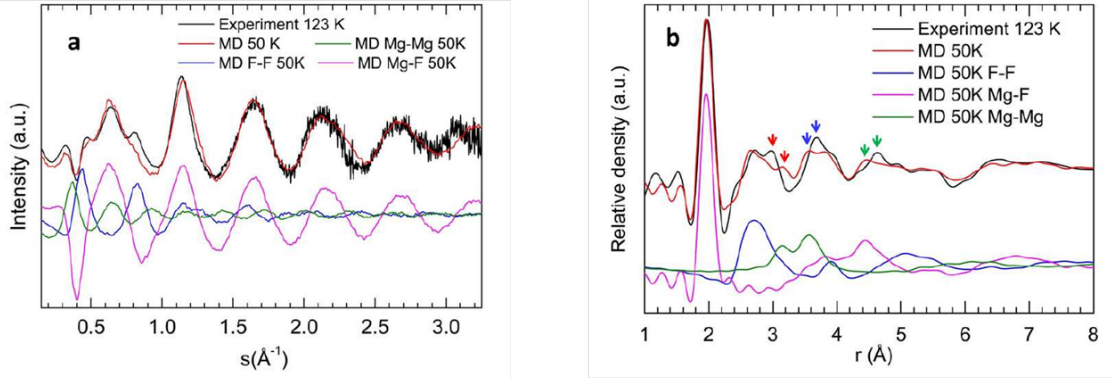 a
Experiment 123 K
MD 50 K
MD Mg-Mg 50K
MD F-F 50K
MD Mg-F 50K
Intensity (a.u.)
0.5 1.0 1.5 2.0 2.5 3.0
s(Å-1)
b
Experiment 123 K
MD 50K
MD 50K F-F
MD 50K Mg-F
MD 50K Mg-Mg
Relative density (a.u.)
1 2 3 4 5 6 7 8
r (Å)